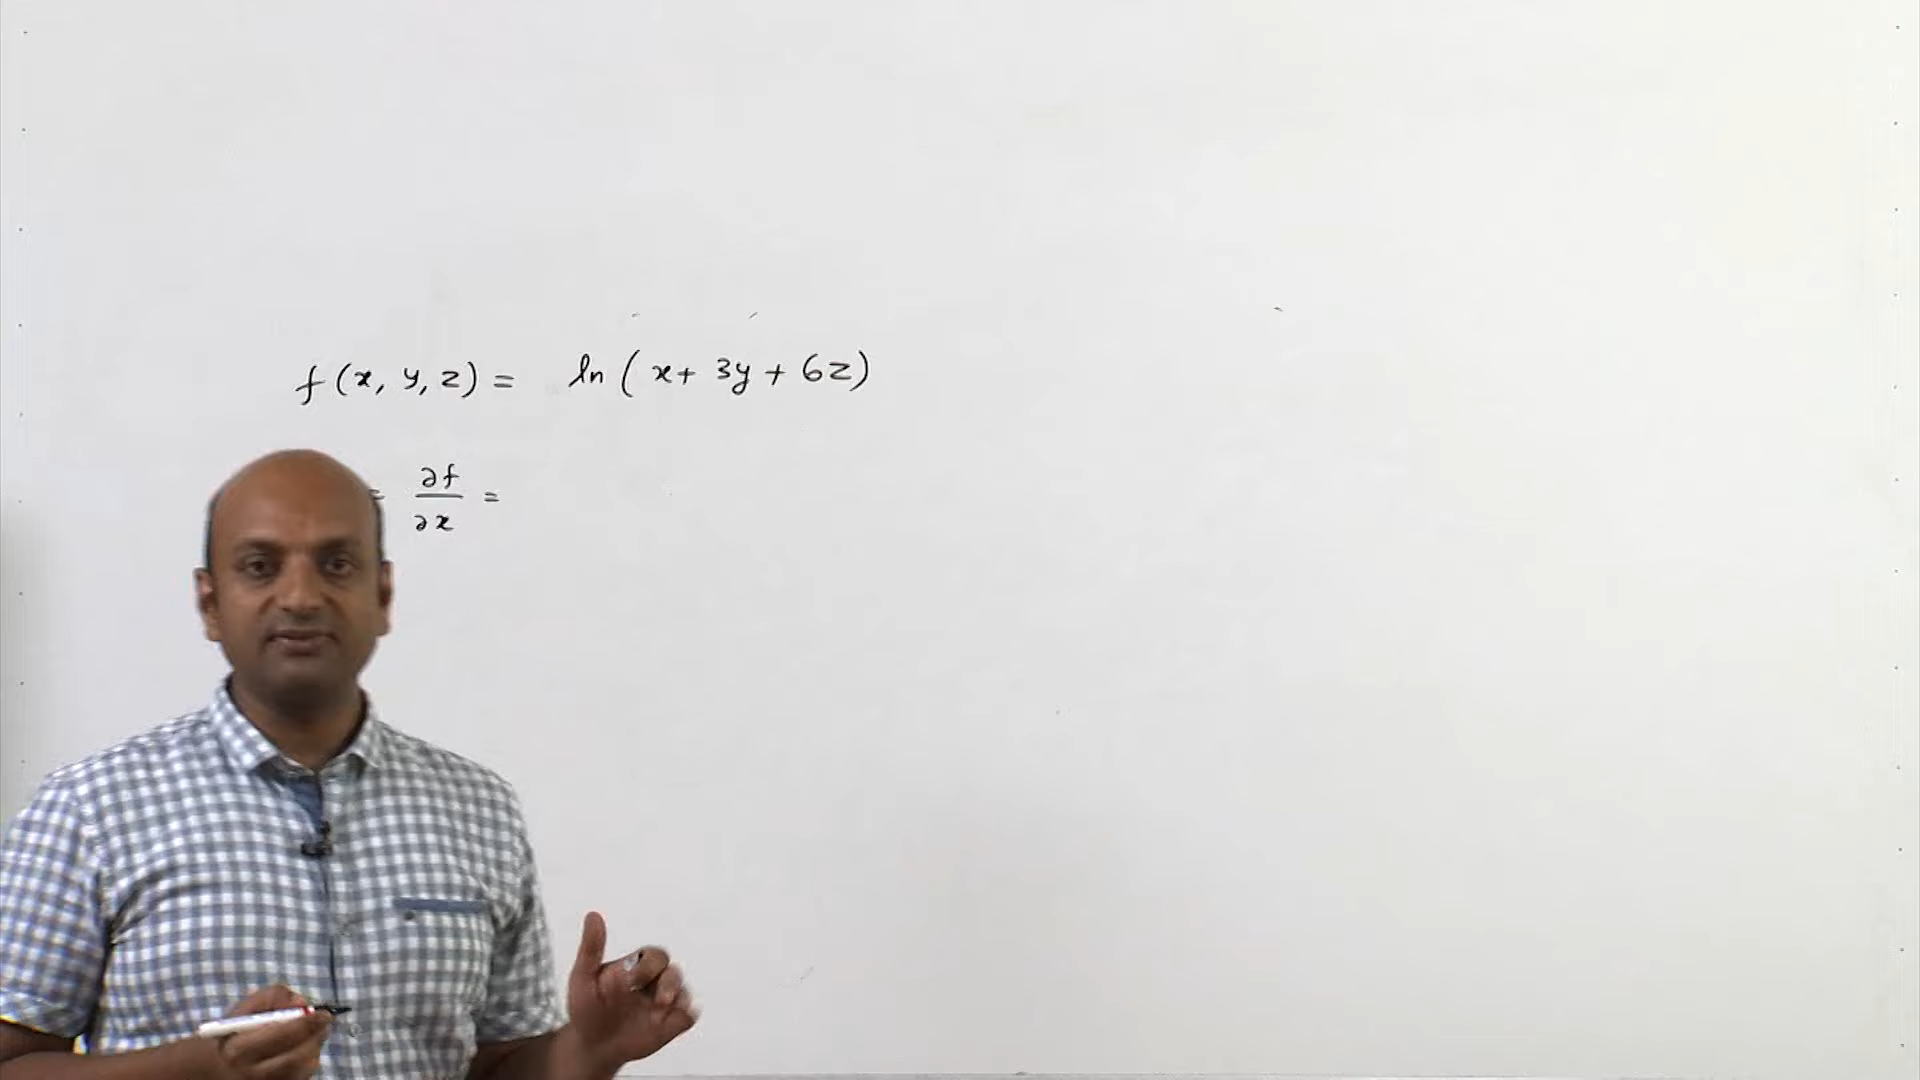 f(x, y, z) = ln(x + 3y + 6z)
= ∂f/∂x =